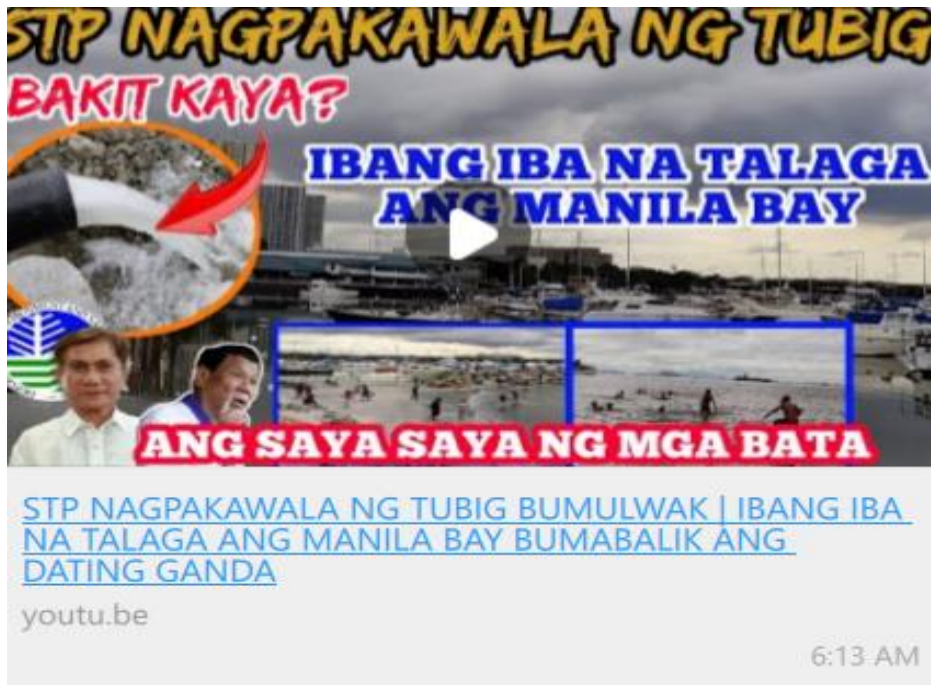 STP NAGPAKAWALA NG TUBIG
BAKIT KAYA?
IBANG IBA NA TALAGA
ANG MANILA BAY
ANG SAYA SAYA NG MGA BATA
STP NAGPAKAWALA NG TUBIG BUMULWAK | IBANG IBA
NA TALAGA ANG MANILA BAY BUMABALIK ANG
DATING GANDA
youtu.be
6:13 AM